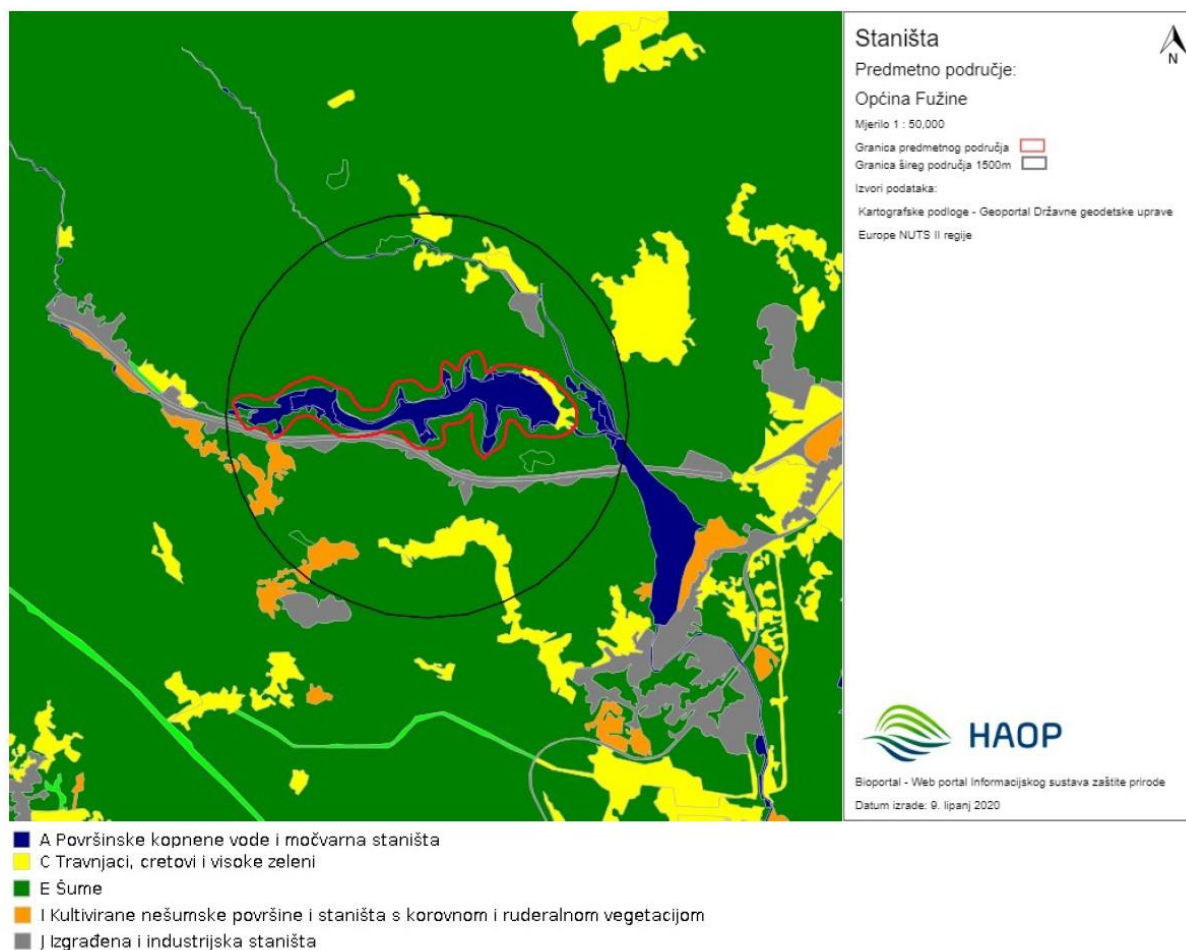 Staništa
N
Predmetno područje:
Općina Fužine
Mjerilo 1 : 50,000
Granica predmetnog područja
Granica šireg područja 1500m
Izvori podataka:
Kartografske podloge - Geoportal Državne geodetske uprave
Europe NUTS II regije
HAOP
Bioportal - Web portal Informacijskog sustava zaštite prirode
Datum izrade: 9. lipanj 2020
A Površinske kopnene vode i močvarna staništa
C Travnjaci, cretovi i visoke zeleni
E Šume
I Kultivirane nešumske površine i staništa s korovnom i ruderalnom vegetacijom
J Izgrađena i industrijska staništa